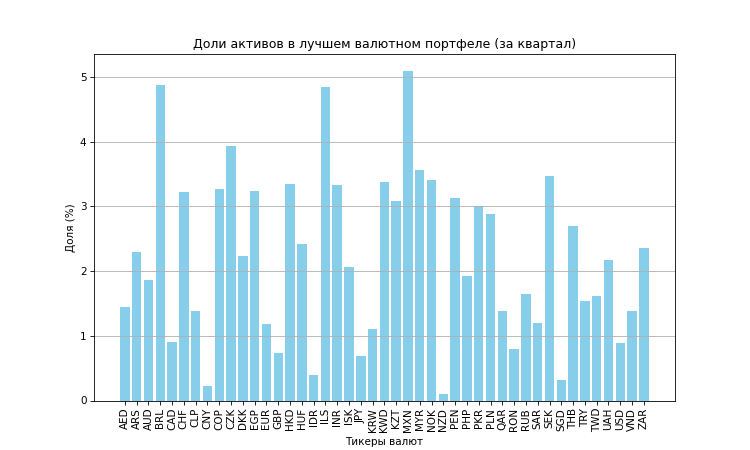 Доли активов в лучшем валютном портфеле (за квартал)
Доля (%)
5
4
3
2
1
0
AED ARS AUD BRL CAD CHF CLP CNY COP CZK DKK EGP EUR GBP HKD HUF IDR ILS INR ISK JPY KRW KWD KZT MXN MYR NOK NZD PEN PHP PKR PLN QAR RON RUB SAR SEK SGD THB TRY TWD UAH USD VND ZAR
Тикеры валют